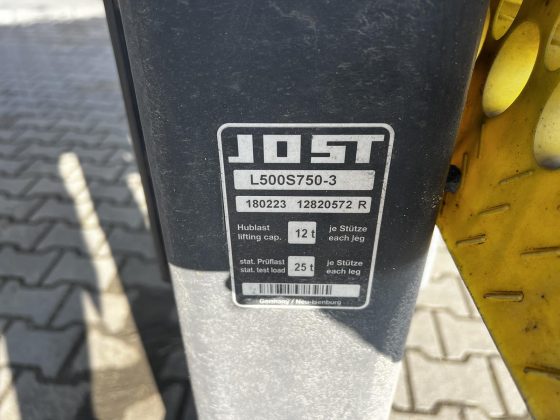 JOST
L500S750-3
180223 12820572 R
Hublast 12 t je Stütze
lifting cap. each leg
stat. Prüflast 25 t je Stütze
stat. test load each leg
Germany / Neu-Isenburg